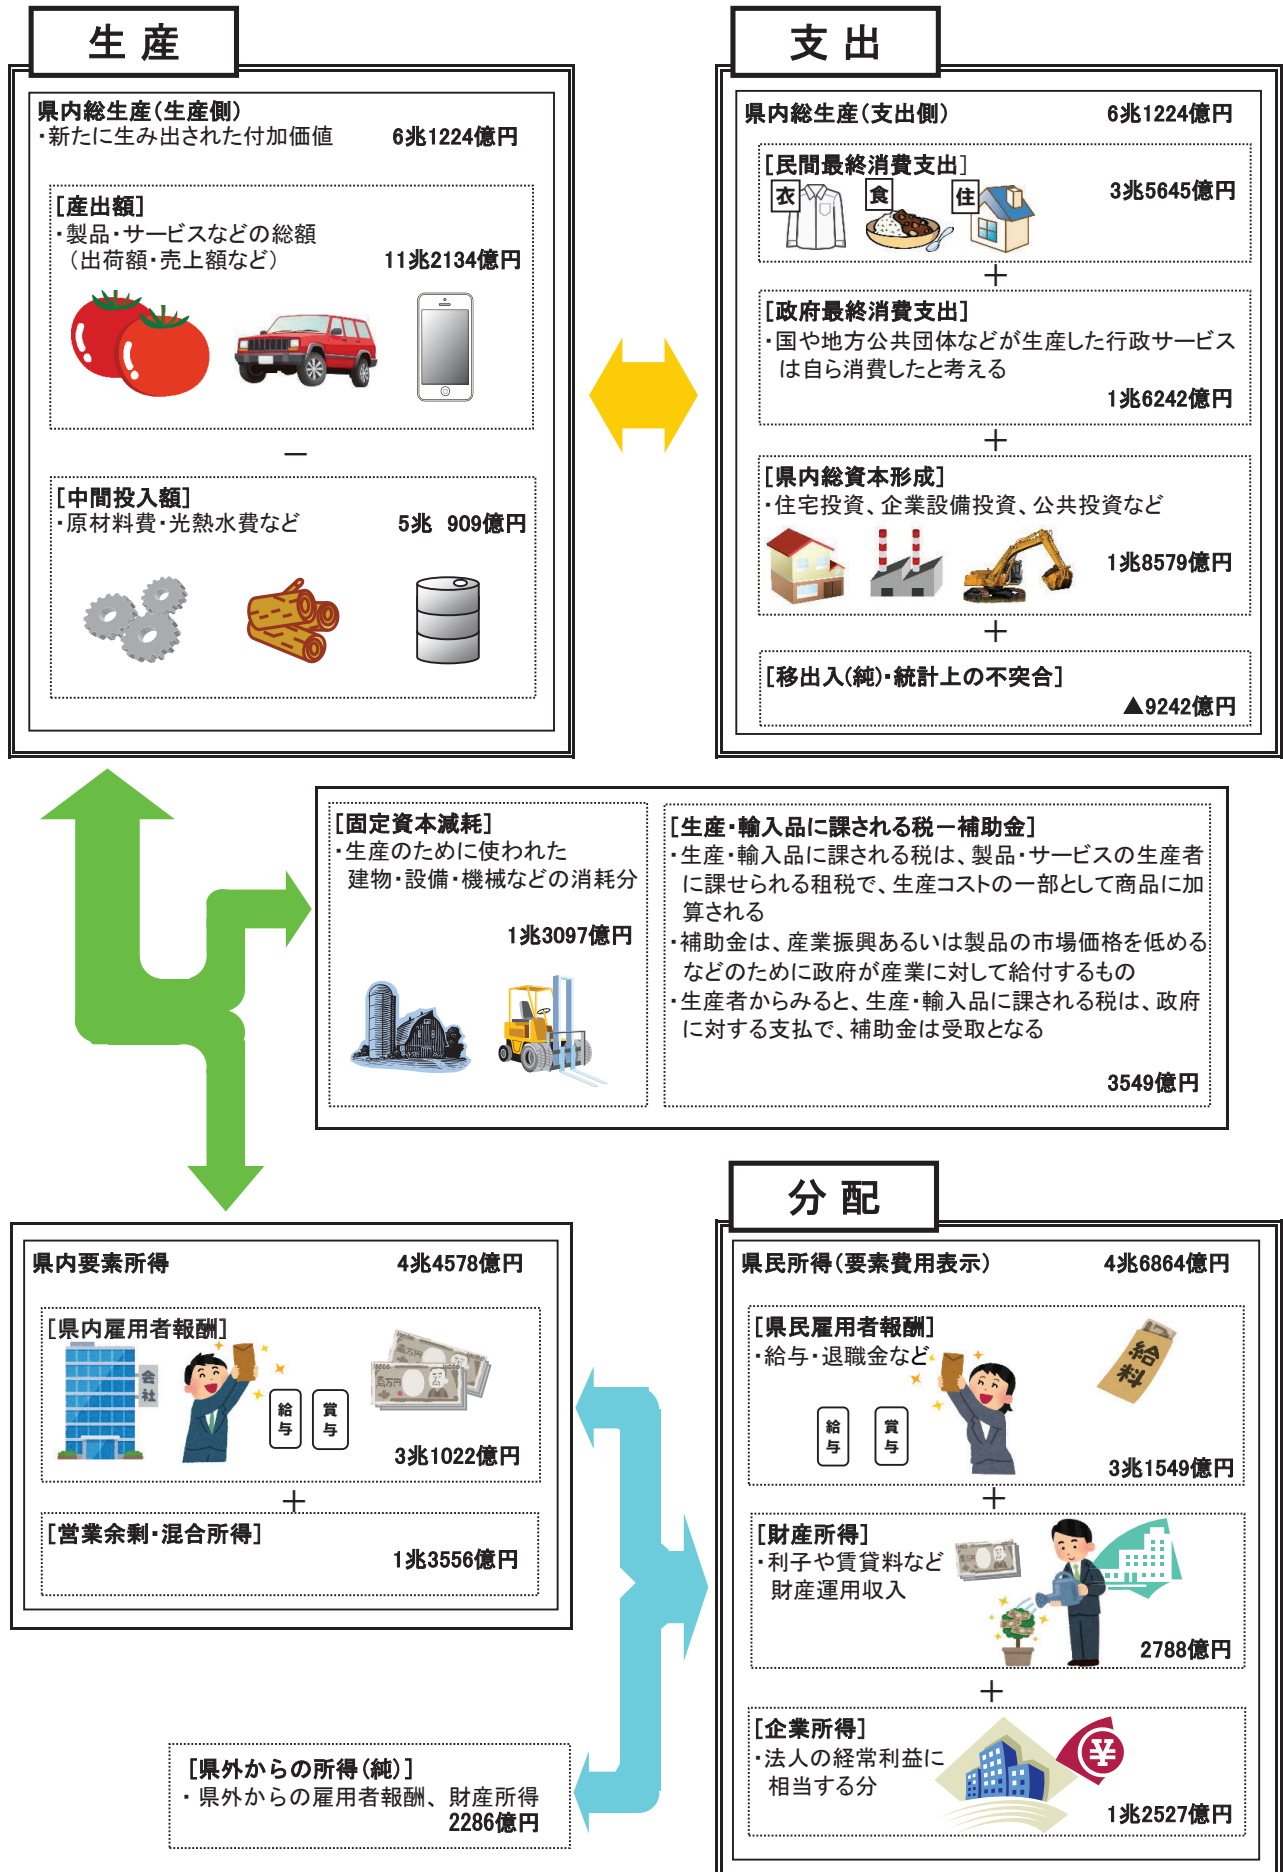 生産
県内総生産(生産側)
・新たに生み出された付加価値 6兆1224億円
[産出額]
・製品・サービスなどの総額
(出荷額・売上額など) 11兆2134億円
－
[中間投入額]
・原材料費・光熱水費など 5兆 909億円
支出
県内総生産(支出側) 6兆1224億円
[民間最終消費支出]
衣 食 住
3兆5645億円
＋
[政府最終消費支出]
・国や地方公共団体などが生産した行政サービス
は自ら消費したと考える
1兆6242億円
＋
[県内総資本形成]
・住宅投資、企業設備投資、公共投資など
1兆8579億円
＋
[移出入(純)・統計上の不突合]
▲9242億円
[固定資本減耗]
・生産のために使われた
建物・設備・機械などの消耗分
1兆3097億円
[生産・輸入品に課される税－補助金]
・生産・輸入品に課される税は、製品・サービスの生産者
に課せられる租税で、生産コストの一部として商品に加
算される
・補助金は、産業振興あるいは製品の市場価格を低める
などのために政府が産業に対して給付するもの
・生産者からみると、生産・輸入品に課される税は、政府
に対する支払で、補助金は受取となる
3549億円
県内要素所得 4兆4578億円
[県内雇用者報酬]
会社
給与 賞与
10000 壱万円
3兆1022億円
＋
[営業余剰・混合所得]
1兆3556億円
[県外からの所得(純)]
・県外からの雇用者報酬、財産所得
2286億円
分配
県民所得(要素費用表示) 4兆6864億円
[県民雇用者報酬]
・給与・退職金など
給料
給与 賞与
3兆1549億円
＋
[財産所得]
・利子や賃貸料など
財産運用収入
2788億円
＋
[企業所得]
・法人の経常利益に
相当する分
¥
1兆2527億円